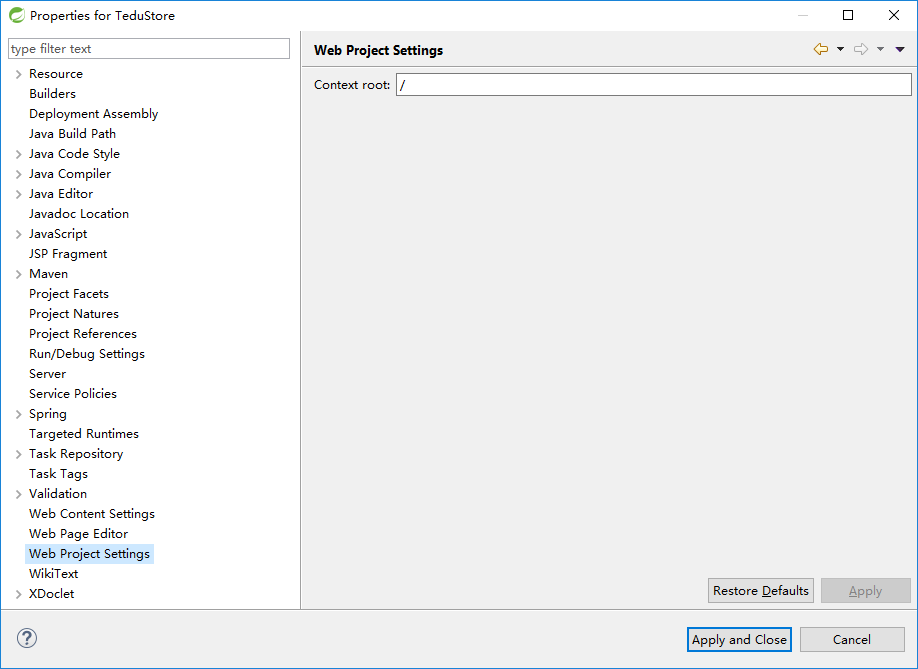 Properties for TeduStore
type filter text
Resource
Builders
Deployment Assembly
Java Build Path
Java Code Style
Java Compiler
Java Editor
Javadoc Location
JavaScript
JSP Fragment
Maven
Project Facets
Project Natures
Project References
Run/Debug Settings
Server
Service Policies
Spring
Targeted Runtimes
Task Repository
Task Tags
Validation
Web Content Settings
Web Page Editor
Web Project Settings
WikiText
XDoclet
Web Project Settings
Context root: /
Restore Defaults Apply
? Apply and Close Cancel